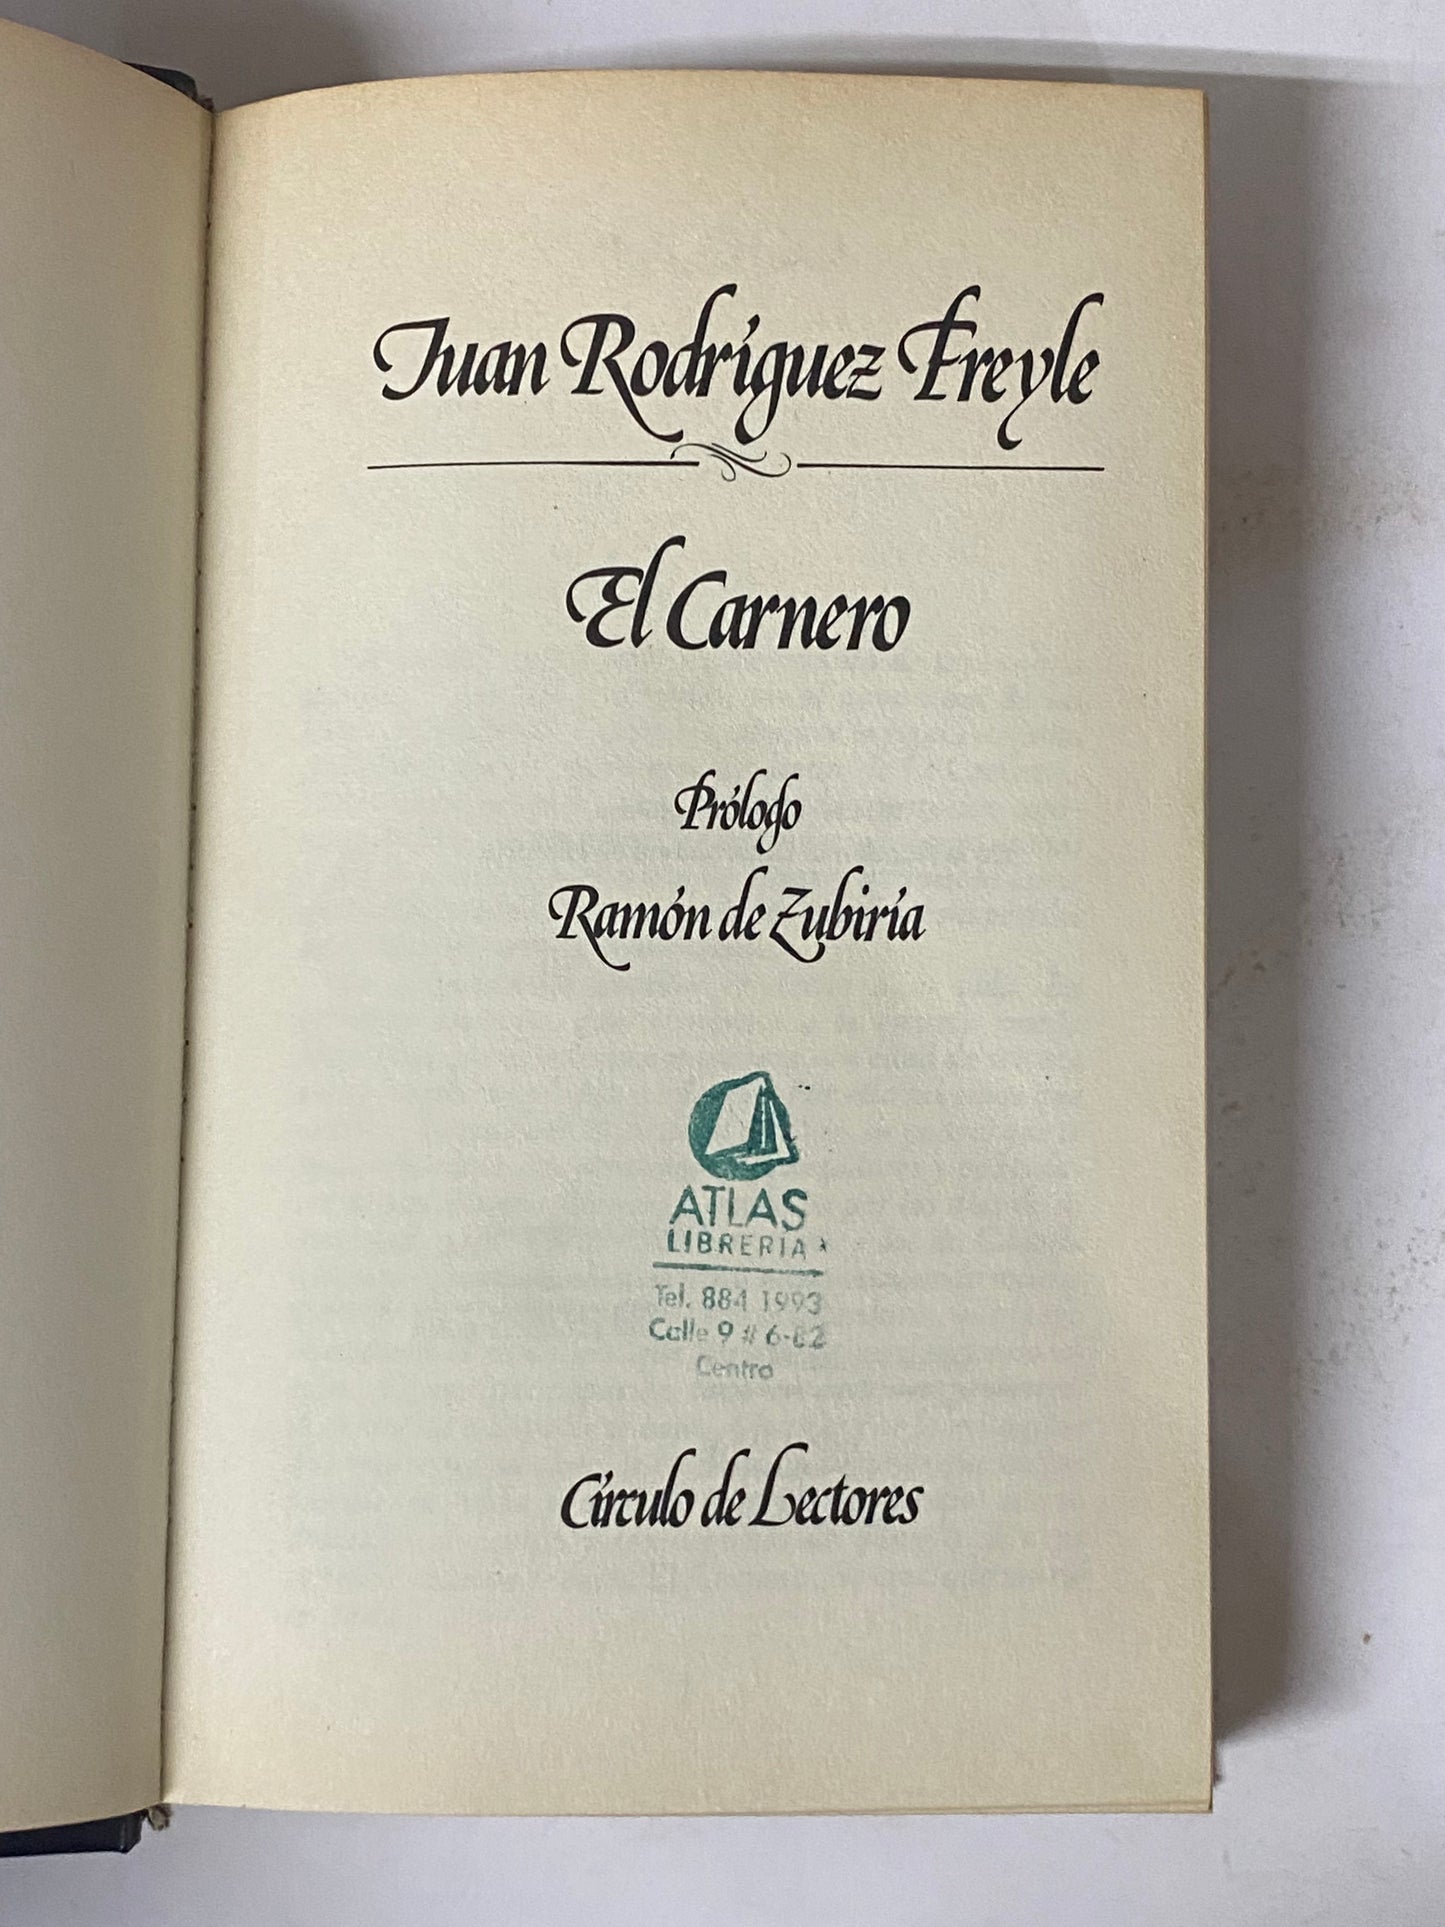 Juan Rodríguez Freyle
El Carnero
Prólogo
Ramón de Zubiría
ATLAS
LIBRERIA
Tel. 884 1993
Calle 9 # 6-82
Centro
Círculo de Lectores